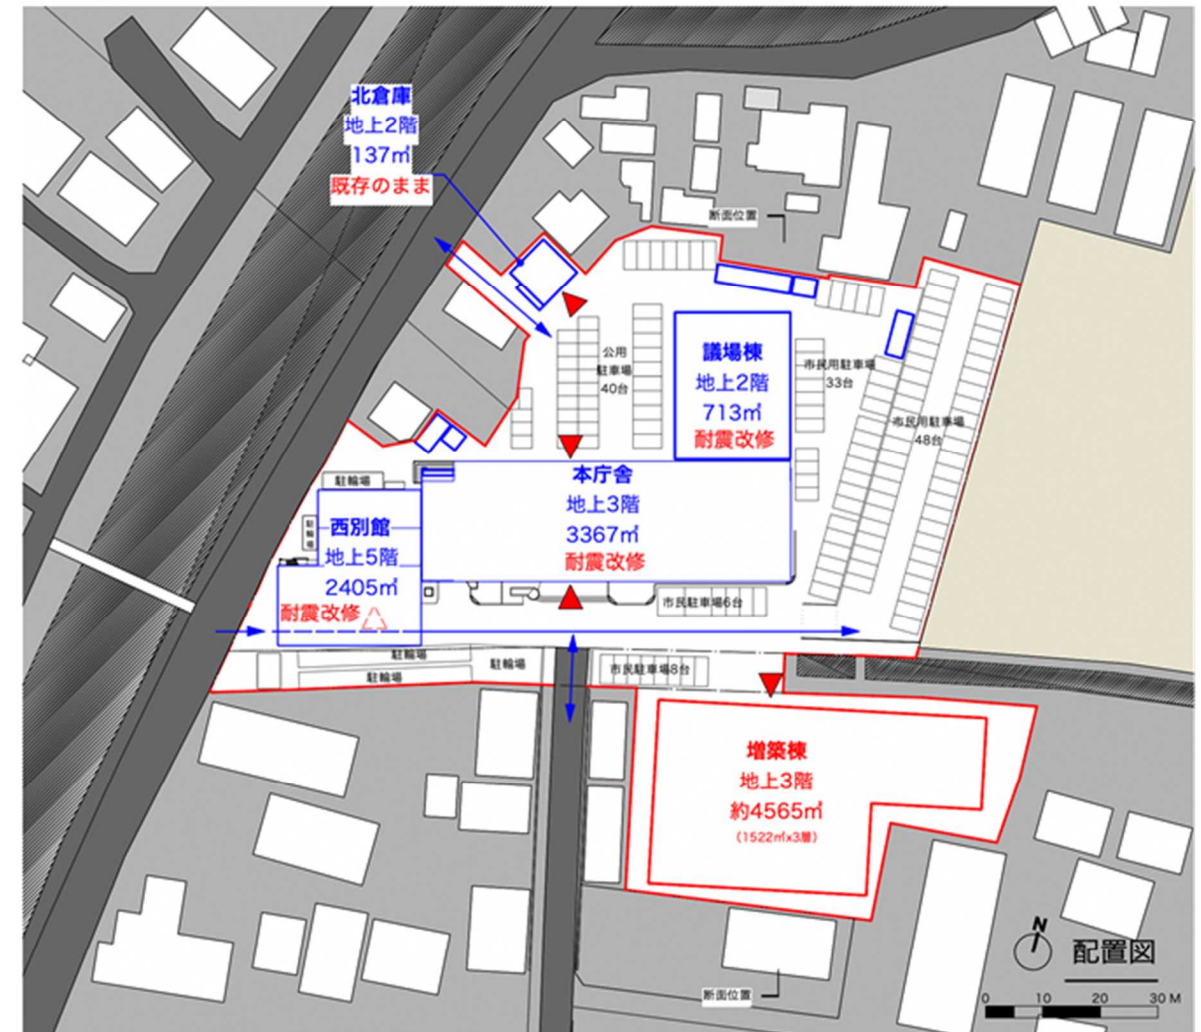 北倉庫
地上2階
137㎡
既存のまま
断面位置
公用
駐車場
40台
議場棟
地上2階
713㎡
耐震改修
市民用駐車場
33台
市民用駐車場
48台
駐輪場
本庁舎
地上3階
3367㎡
耐震改修
駐輪場
西別館
地上5階
2405㎡
耐震改修
市民駐車場6台
駐輪場
駐輪場
駐輪場
市民駐車場8台
増築棟
地上3階
約4565㎡
(1522㎡x3層)
N
配置図
断面位置
0 10 20 30 M